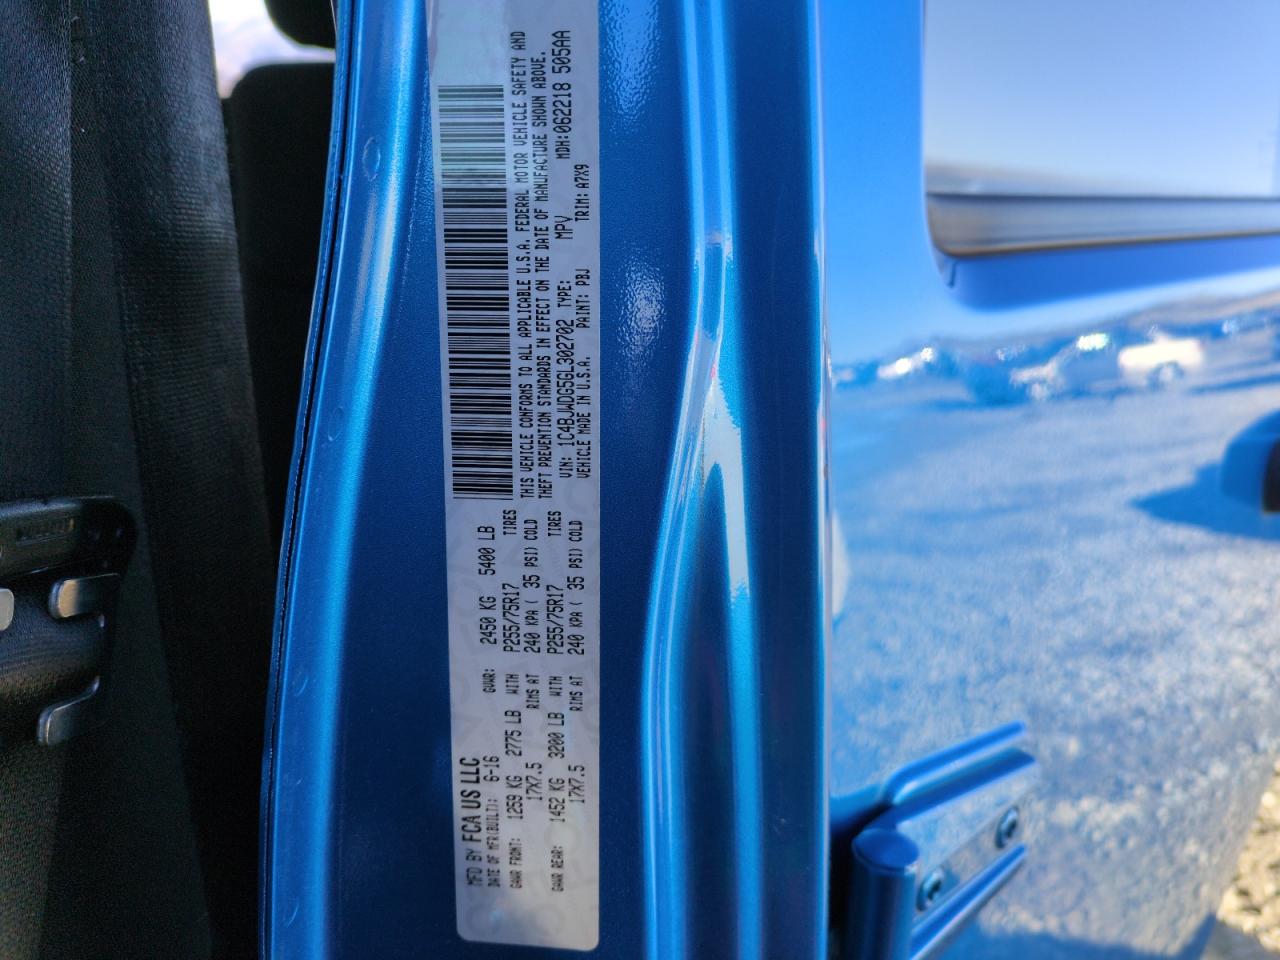 MFD BY FCA US LLC
DATE OF MFR(BUILT): 6-16 GVWR: 2450 KG 5400 LB
GAWR FRONT: 1259 KG 2775 LB WITH P255/75R17 TIRES
17X7.5 RIMS AT 240 KPA ( 35 PSI) COLD
GAWR REAR: 1452 KG 3200 LB WITH P255/75R17 TIRES
17X7.5 RIMS AT 240 KPA ( 35 PSI) COLD
THIS VEHICLE CONFORMS TO ALL APPLICABLE U.S.A. FEDERAL MOTOR VEHICLE SAFETY AND
THEFT PREVENTION STANDARDS IN EFFECT ON THE DATE OF MANUFACTURE SHOWN ABOVE.
VIN: 1C4BJWDG5GL302702 TYPE: MPV MDH:062218 505AA
VEHICLE MADE IN U.S.A. PAINT: PBJ TRIM: A7X9